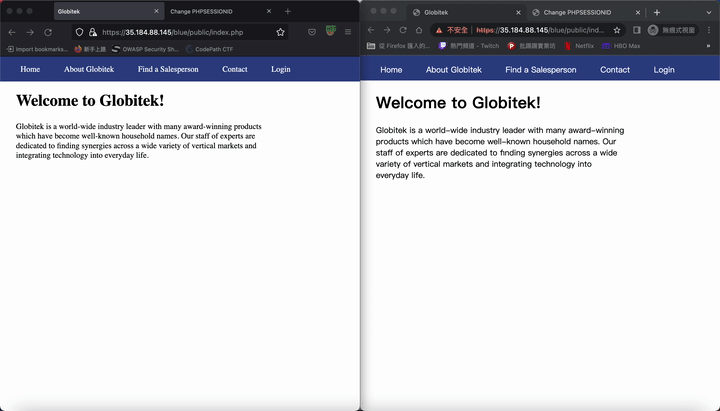 Globitek
Change PHPSESSIONID
https://35.184.88.145/blue/public/index.php
Import bookmarks...
新手上路
OWASP Security Sh...
CodePath CTF
Home
About Globitek
Find a Salesperson
Contact
Login
Welcome to Globitek!
Globitek is a world-wide industry leader with many award-winning products
which have become well-known household names. Our staff of experts are
dedicated to finding synergies across a wide variety of vertical markets and
integrating technology into everyday life.
Globitek
Change PHPSESSIONID
不安全
https://35.184.88.145/blue/public/ind...
無痕式視窗
從 Firefox 匯入的...
熱門頻道 - Twitch
Netflix
HBO Max
Home
About Globitek
Find a Salesperson
Contact
Login
Welcome to Globitek!
Globitek is a world-wide industry leader with many award-winning
products which have become well-known household names. Our
staff of experts are dedicated to finding synergies across a wide
variety of vertical markets and integrating technology into
everyday life.